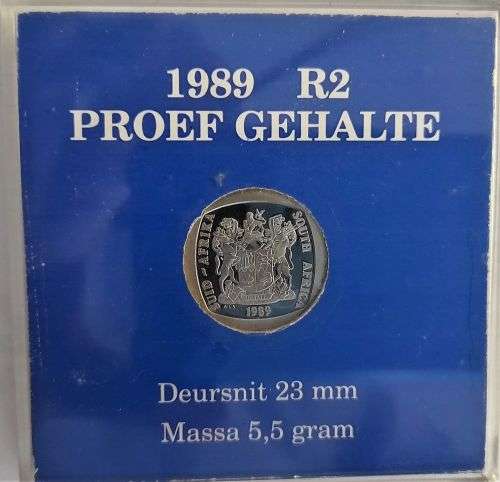 1989 R2
PROEF GEHALTE
SUID-AFRIKA SOUTH AFRICA
1989
Deursnit 23 mm
Massa 5,5 gram